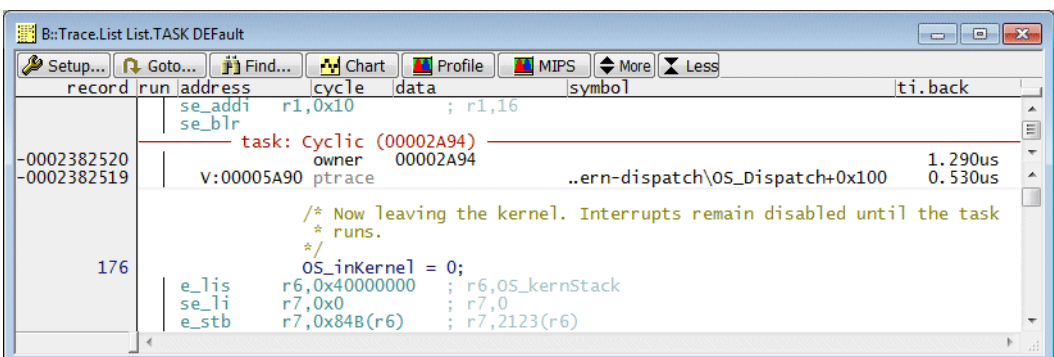 B::Trace.List List.TASK DEFault
Setup... Goto... Find... Chart Profile MIPS More Less
record run address cycle data symbol ti.back
se_addi r1,0x10 ; r1,16
se_blr
task: Cyclic (00002A94)
-0002382520 owner 00002A94 1.290us
-0002382519 V:00005A90 ptrace ..ern-dispatch\OS_Dispatch+0x100 0.530us
/* Now leaving the kernel. Interrupts remain disabled until the task
* runs.
*/
176 OS_inKernel = 0;
e_lis r6,0x40000000 ; r6,OS_kernStack
se_li r7,0x0 ; r7,0
e_stb r7,0x84B(r6) ; r7,2123(r6)